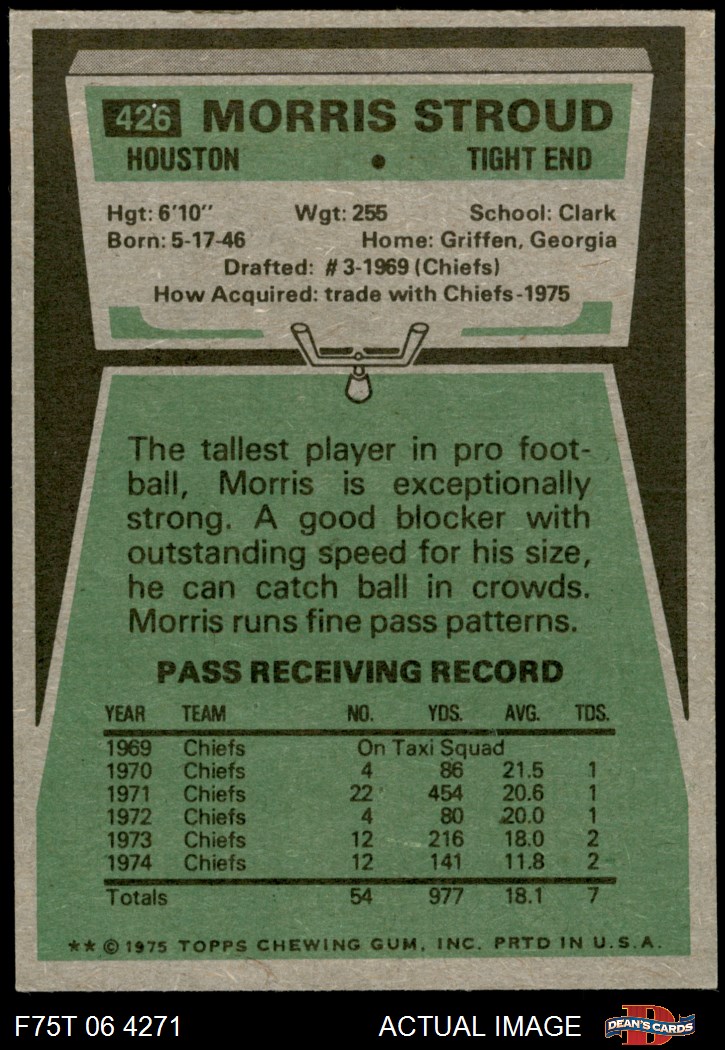 426 MORRIS STROUD
HOUSTON • TIGHT END
Hgt: 6'10" Wgt: 255 School: Clark
Born: 5-17-46 Home: Griffen, Georgia
Drafted: #3-1969 (Chiefs)
How Acquired: trade with Chiefs-1975
The tallest player in pro foot-
ball, Morris is exceptionally
strong. A good blocker with
outstanding speed for his size,
he can catch ball in crowds.
Morris runs fine pass patterns.
PASS RECEIVING RECORD
YEAR TEAM NO. YDS. AVG. TDS.
1969 Chiefs On Taxi Squad
1970 Chiefs 4 86 21.5 1
1971 Chiefs 22 454 20.6 1
1972 Chiefs 4 80 20.0 1
1973 Chiefs 12 216 18.0 2
1974 Chiefs 12 141 11.8 2
Totals 54 977 18.1 7
** © 1975 TOPPS CHEWING GUM, INC. PRTD IN U.S.A.
F75T 06 4271 ACTUAL IMAGE D DEAN'S CARDS